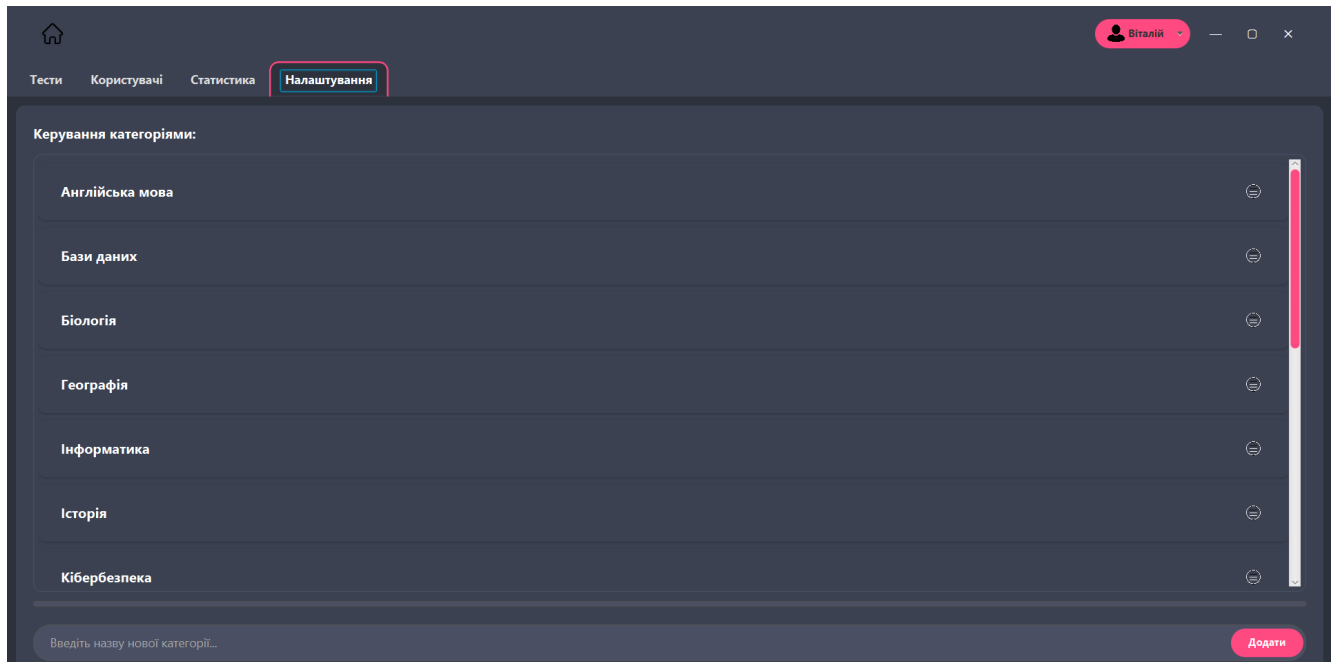 Віталій
Тести Користувачі Статистика Налаштування
Керування категоріями:
Англійська мова
Бази даних
Біологія
Географія
Інформатика
Історія
Кібербезпека
Введіть назву нової категорії... Додати